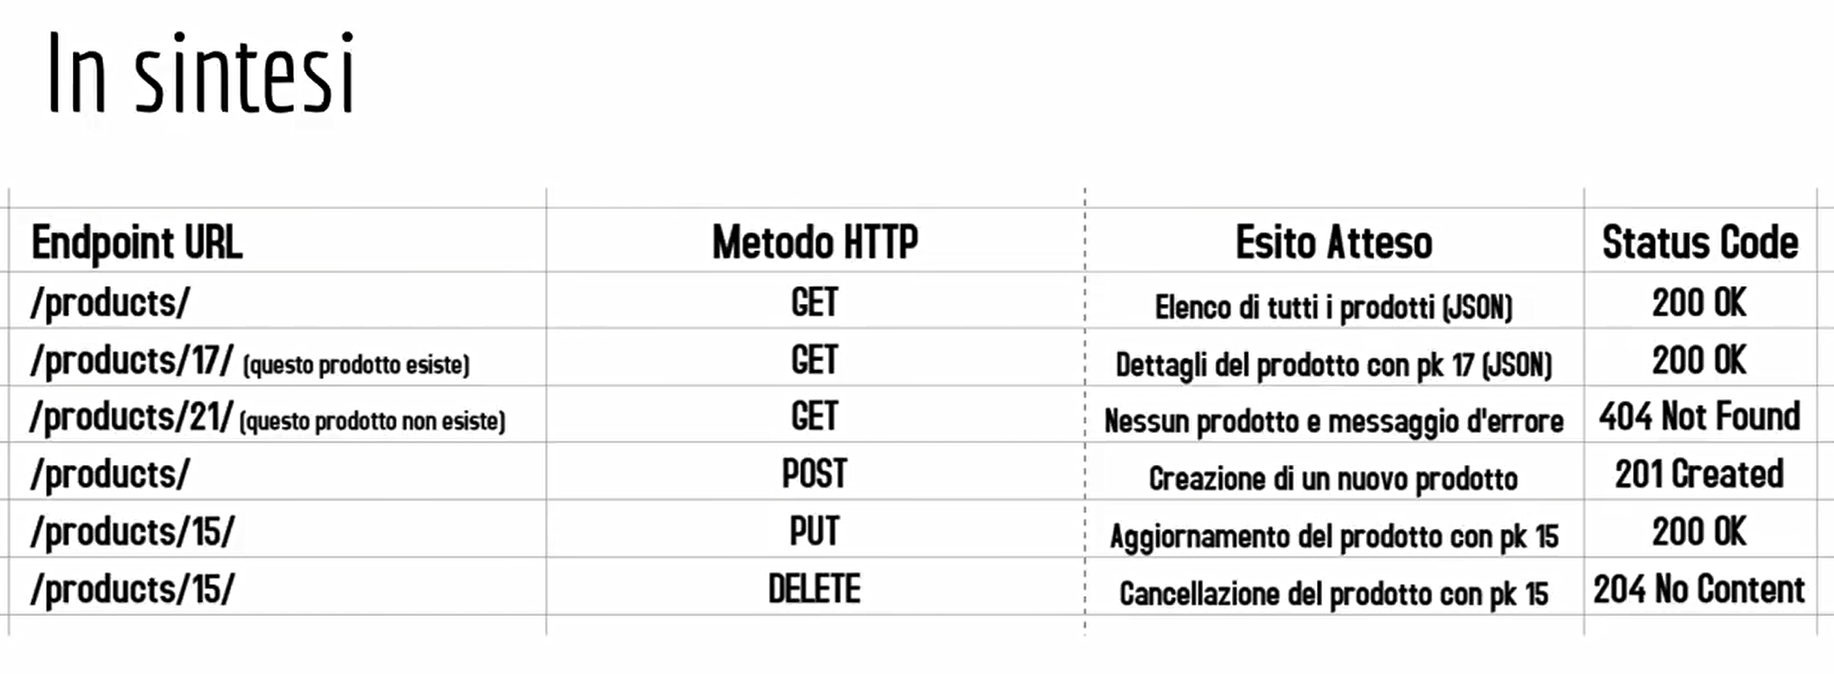 In sintesi
Endpoint URL Metodo HTTP Esito Atteso Status Code
/products/ GET Elenco di tutti i prodotti (JSON) 200 OK
/products/17/ (questo prodotto esiste) GET Dettagli del prodotto con pk 17 (JSON) 200 OK
/products/21/ (questo prodotto non esiste) GET Nessun prodotto e messaggio d'errore 404 Not Found
/products/ POST Creazione di un nuovo prodotto 201 Created
/products/15/ PUT Aggiornamento del prodotto con pk 15 200 OK
/products/15/ DELETE Cancellazione del prodotto con pk 15 204 No Content